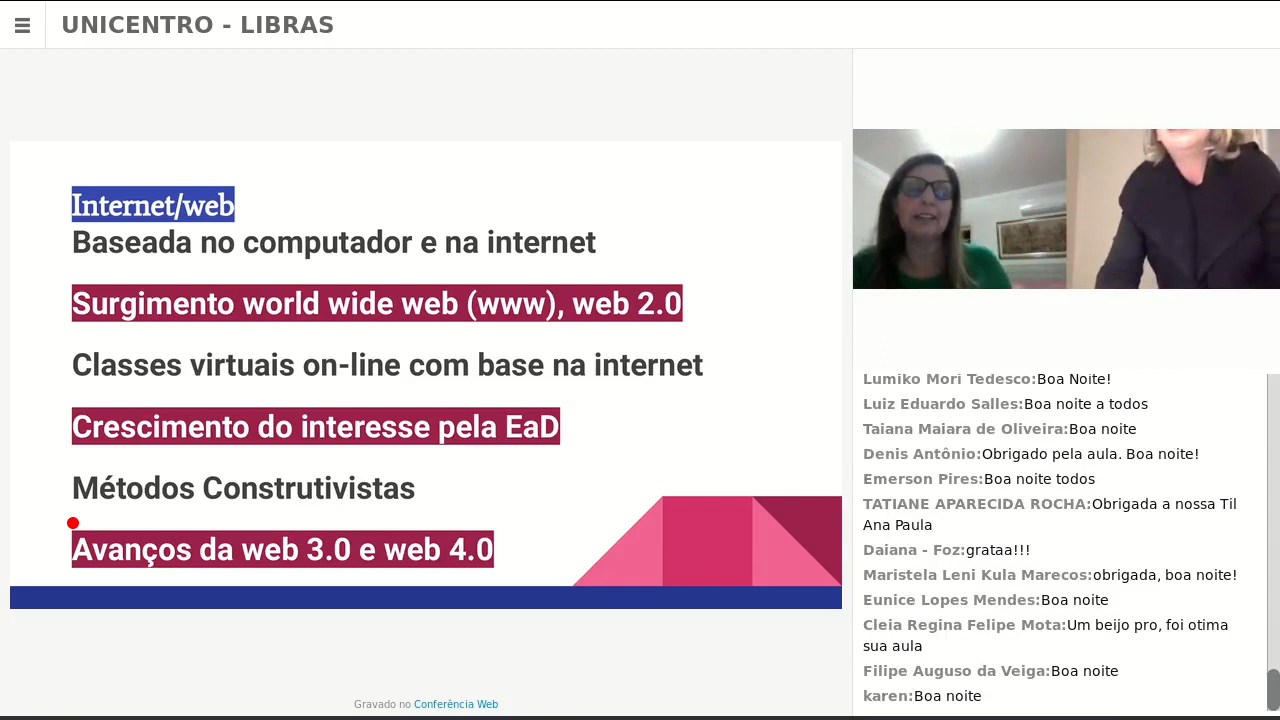 UNICENTRO - LIBRAS
Internet/web
Baseada no computador e na internet
Surgimento world wide web (www), web 2.0
Classes virtuais on-line com base na internet
Crescimento do interesse pela EaD
Métodos Construtivistas
Avanços da web 3.0 e web 4.0
Gravado no Conferência Web
Lumiko Mori Tedesco:Boa Noite!
Luiz Eduardo Salles:Boa noite a todos
Taiana Maiara de Oliveira:Boa noite
Denis Antônio:Obrigado pela aula. Boa noite!
Emerson Pires:Boa noite todos
TATIANE APARECIDA ROCHA:Obrigada a nossa Til
Ana Paula
Daiana - Foz:grataa!!!
Maristela Leni Kula Marecos:obrigada, boa noite!
Eunice Lopes Mendes:Boa noite
Cleia Regina Felipe Mota:Um beijo pro, foi otima
sua aula
Filipe Auguso da Veiga:Boa noite
karen:Boa noite